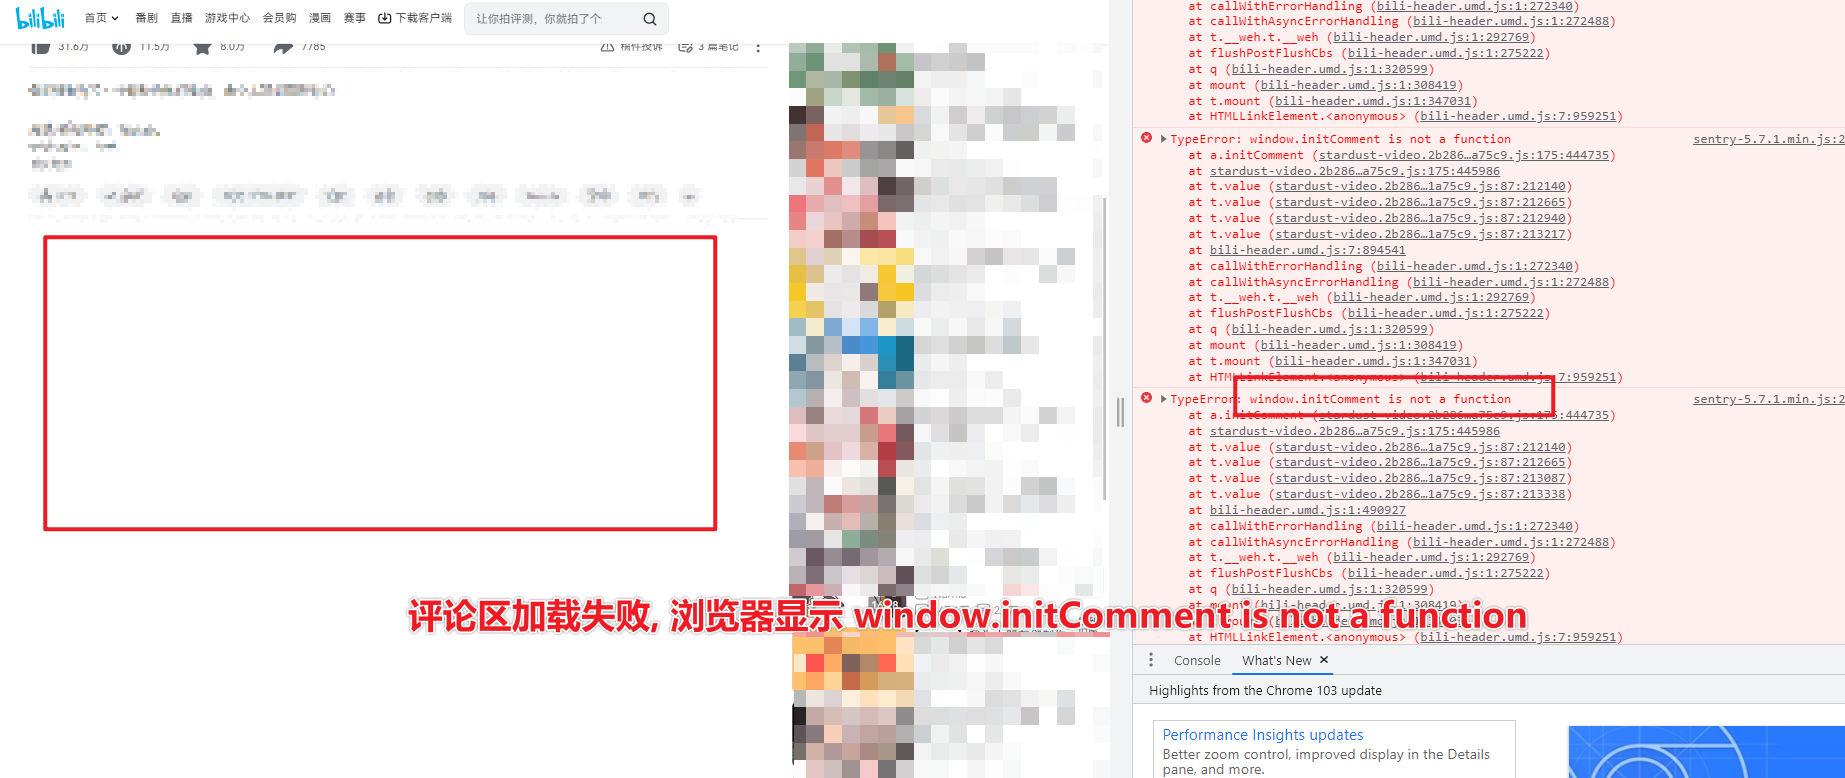 bilibili
首页
番剧
直播
游戏中心
会员购
漫画
赛事
下载客户端
让你拍评测，你就拍了个
31.6万
11.5万
8.0万
7785
稿件投诉
3 篇笔记
at callWithErrorHandling (bili-header.umd.js:1:272340)
at callWithAsyncErrorHandling (bili-header.umd.js:1:272488)
at t.__weh.t.__weh (bili-header.umd.js:1:292769)
at flushPostFlushCbs (bili-header.umd.js:1:275222)
at q (bili-header.umd.js:1:320599)
at mount (bili-header.umd.js:1:308419)
at t.mount (bili-header.umd.js:1:347031)
at HTMLLinkElement.<anonymous> (bili-header.umd.js:7:959251)
TypeError: window.initComment is not a function sentry-5.7.1.min.js:2
at a.initComment (stardust-video.2b286…a75c9.js:175:444735)
at stardust-video.2b286…a75c9.js:175:445986
at t.value (stardust-video.2b286…1a75c9.js:87:212140)
at t.value (stardust-video.2b286…1a75c9.js:87:212665)
at t.value (stardust-video.2b286…1a75c9.js:87:212940)
at t.value (stardust-video.2b286…1a75c9.js:87:213217)
at bili-header.umd.js:7:894541
at callWithErrorHandling (bili-header.umd.js:1:272340)
at callWithAsyncErrorHandling (bili-header.umd.js:1:272488)
at t.__weh.t.__weh (bili-header.umd.js:1:292769)
at flushPostFlushCbs (bili-header.umd.js:1:275222)
at q (bili-header.umd.js:1:320599)
at mount (bili-header.umd.js:1:308419)
at t.mount (bili-header.umd.js:1:347031)
at HTMLLinkElement.<anonymous> (bili-header.umd.js:7:959251)
TypeError: window.initComment is not a function sentry-5.7.1.min.js:2
at a.initComment (stardust-video.2b286…a75c9.js:175:444735)
at stardust-video.2b286…a75c9.js:175:445986
at t.value (stardust-video.2b286…1a75c9.js:87:212140)
at t.value (stardust-video.2b286…1a75c9.js:87:212665)
at t.value (stardust-video.2b286…1a75c9.js:87:213087)
at t.value (stardust-video.2b286…1a75c9.js:87:213338)
at bili-header.umd.js:1:490927
at callWithErrorHandling (bili-header.umd.js:1:272340)
at callWithAsyncErrorHandling (bili-header.umd.js:1:272488)
at t.__weh.t.__weh (bili-header.umd.js:1:292769)
at flushPostFlushCbs (bili-header.umd.js:1:275222)
at q (bili-header.umd.js:1:320599)
at mount (bili-header.umd.js:1:308419)
at HTMLLinkElement.<anonymous> (bili-header.umd.js:7:959251)
评论区加载失败, 浏览器显示 window.initComment is not a function
Console
What's New
Highlights from the Chrome 103 update
Performance Insights updates
Better zoom control, improved display in the Details
pane, and more.